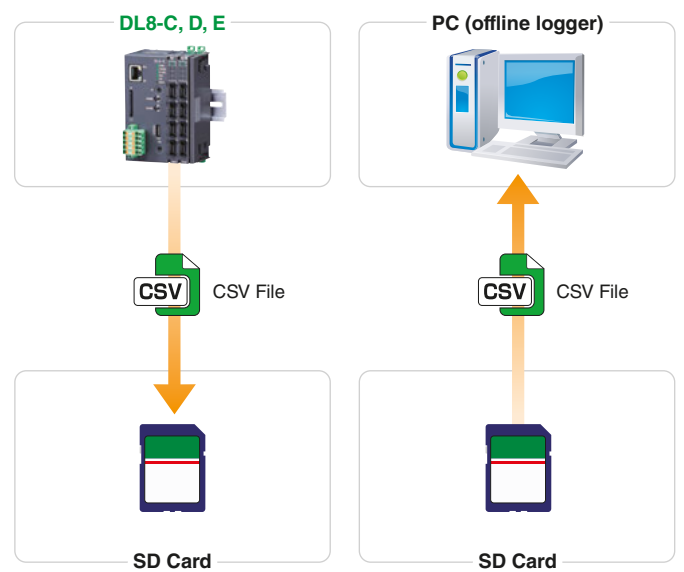 DL8-C, D, E
PC (offline logger)
CSV
CSV File
CSV
CSV File
SD Card
SD Card